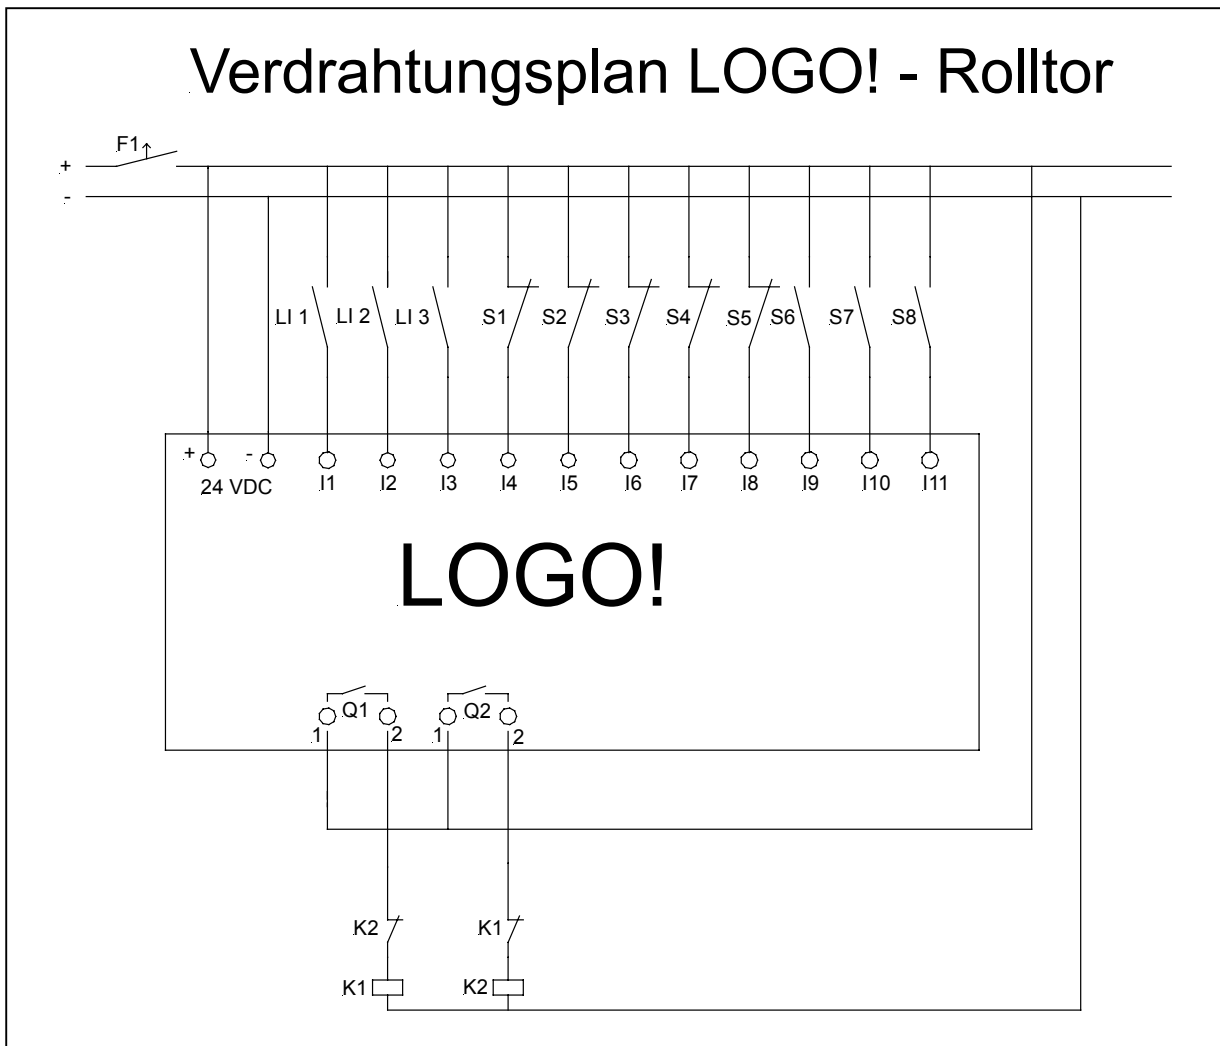 Verdrahtungsplan LOGO! - Rolltor
F1
+
-
LI 1 LI 2 LI 3 S1 S2 S3 S4 S5 S6 S7 S8
+ -
24 VDC I1 I2 I3 I4 I5 I6 I7 I8 I9 I10 I11
LOGO!
Q1 Q2
1 2 1 2
K2 K1
K1 K2